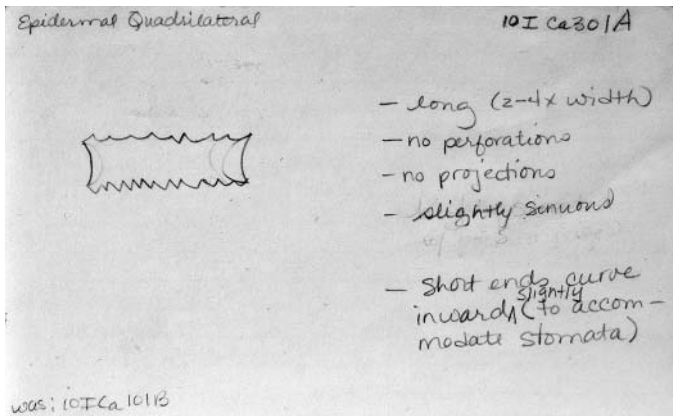 Epidermal Quadrilateral
10I Ca301A
- long (2-4x width)
- no perforations
- no projections
- slightly sinuous
- short ends curve
slightly
inwards (to accom-
modate stomata)
was: 10ICa101B